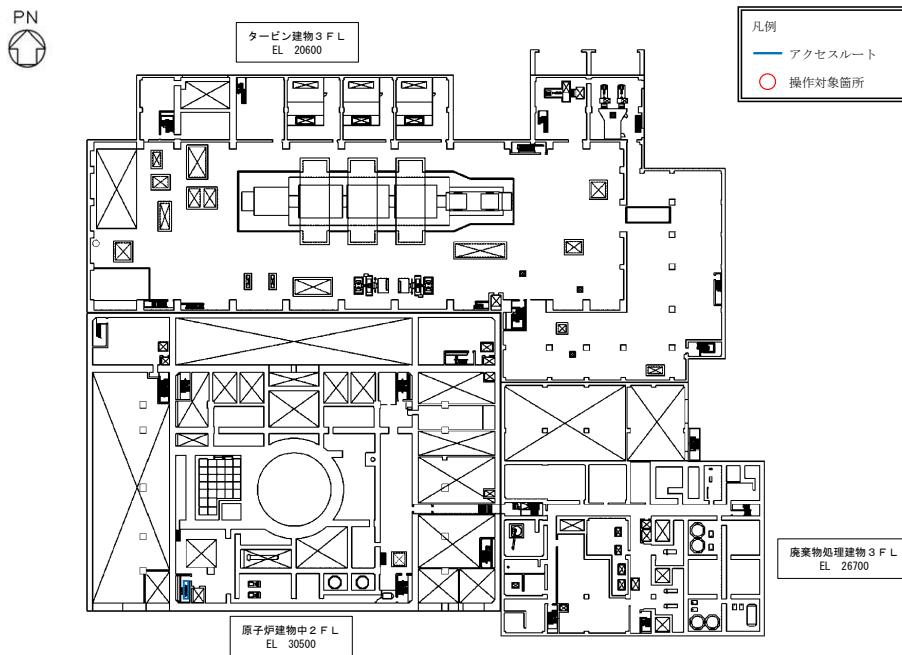 PN
タービン建物3FL
EL 20600
凡例
アクセスルート
操作対象箇所
廃棄物処理建物3FL
EL 26700
原子炉建物中2FL
EL 30500